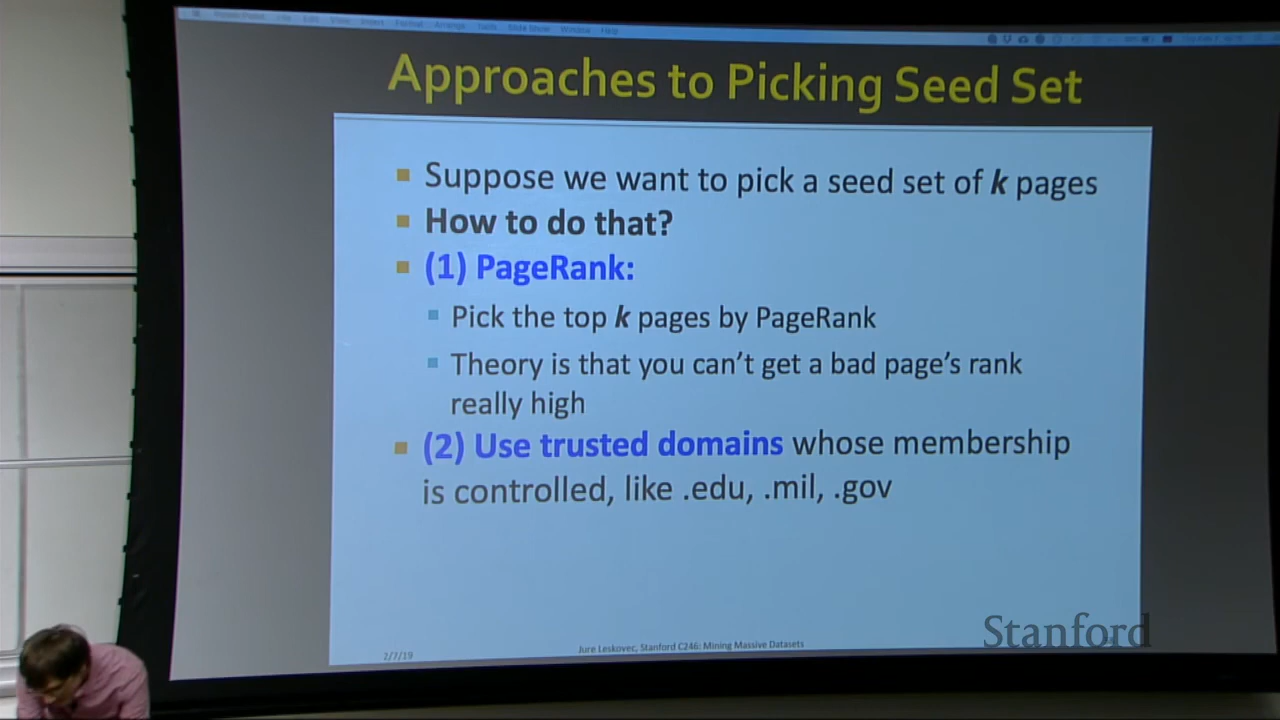 Approaches to Picking Seed Set
Suppose we want to pick a seed set of k pages
How to do that?
(1) PageRank:
Pick the top k pages by PageRank
Theory is that you can't get a bad page's rank
really high
(2) Use trusted domains whose membership
is controlled, like .edu, .mil, .gov
2/7/19
Jure Leskovec, Stanford C246: Mining Massive Datasets
Stanford